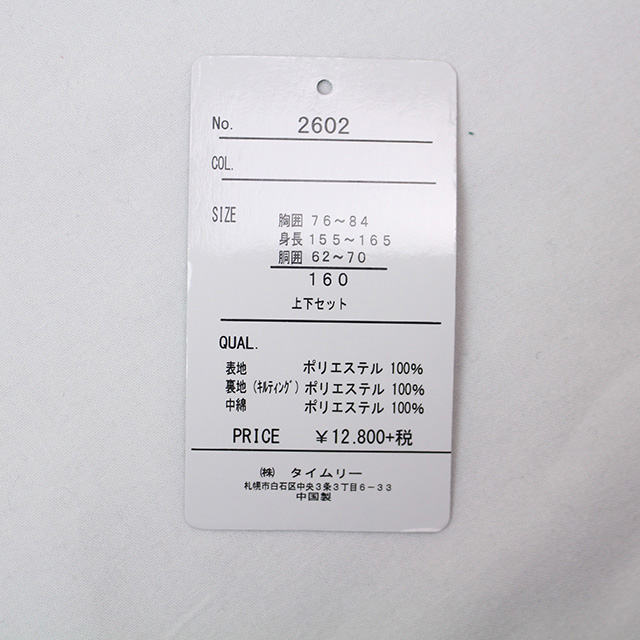 No. 2602
COL.
SIZE 胸囲 76～84
身長 155～165
胴囲 62～70
160
上下セット
QUAL.
表地 ポリエステル 100%
裏地(キルティング) ポリエステル 100%
中綿 ポリエステル 100%
PRICE ￥12.800+税
㈱ タイムリー
札幌市白石区中央3条3丁目6－33
中国製